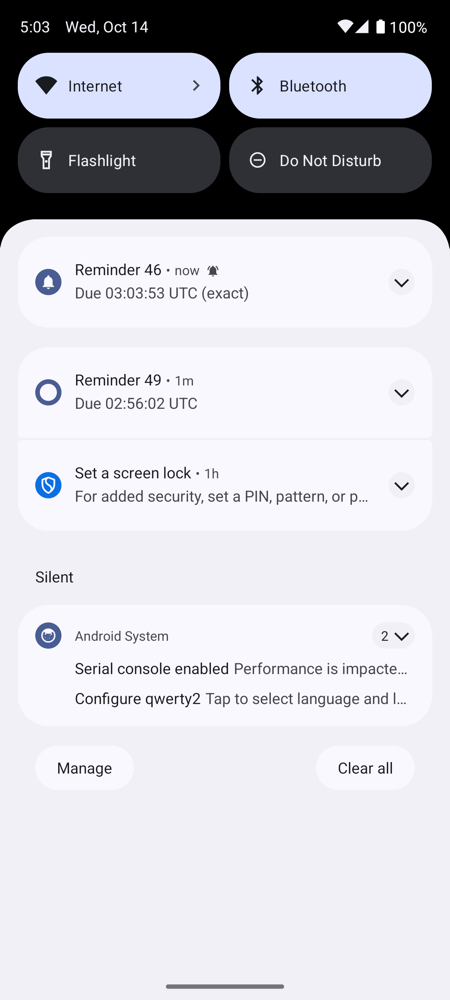 5:03 Wed, Oct 14 100%
Internet
Bluetooth
Flashlight
Do Not Disturb
Reminder 46 • now
Due 03:03:53 UTC (exact)
Reminder 49 • 1m
Due 02:56:02 UTC
Set a screen lock • 1h
For added security, set a PIN, pattern, or p…
Silent
Android System 2
Serial console enabled Performance is impacte…
Configure qwerty2 Tap to select language and l…
Manage
Clear all